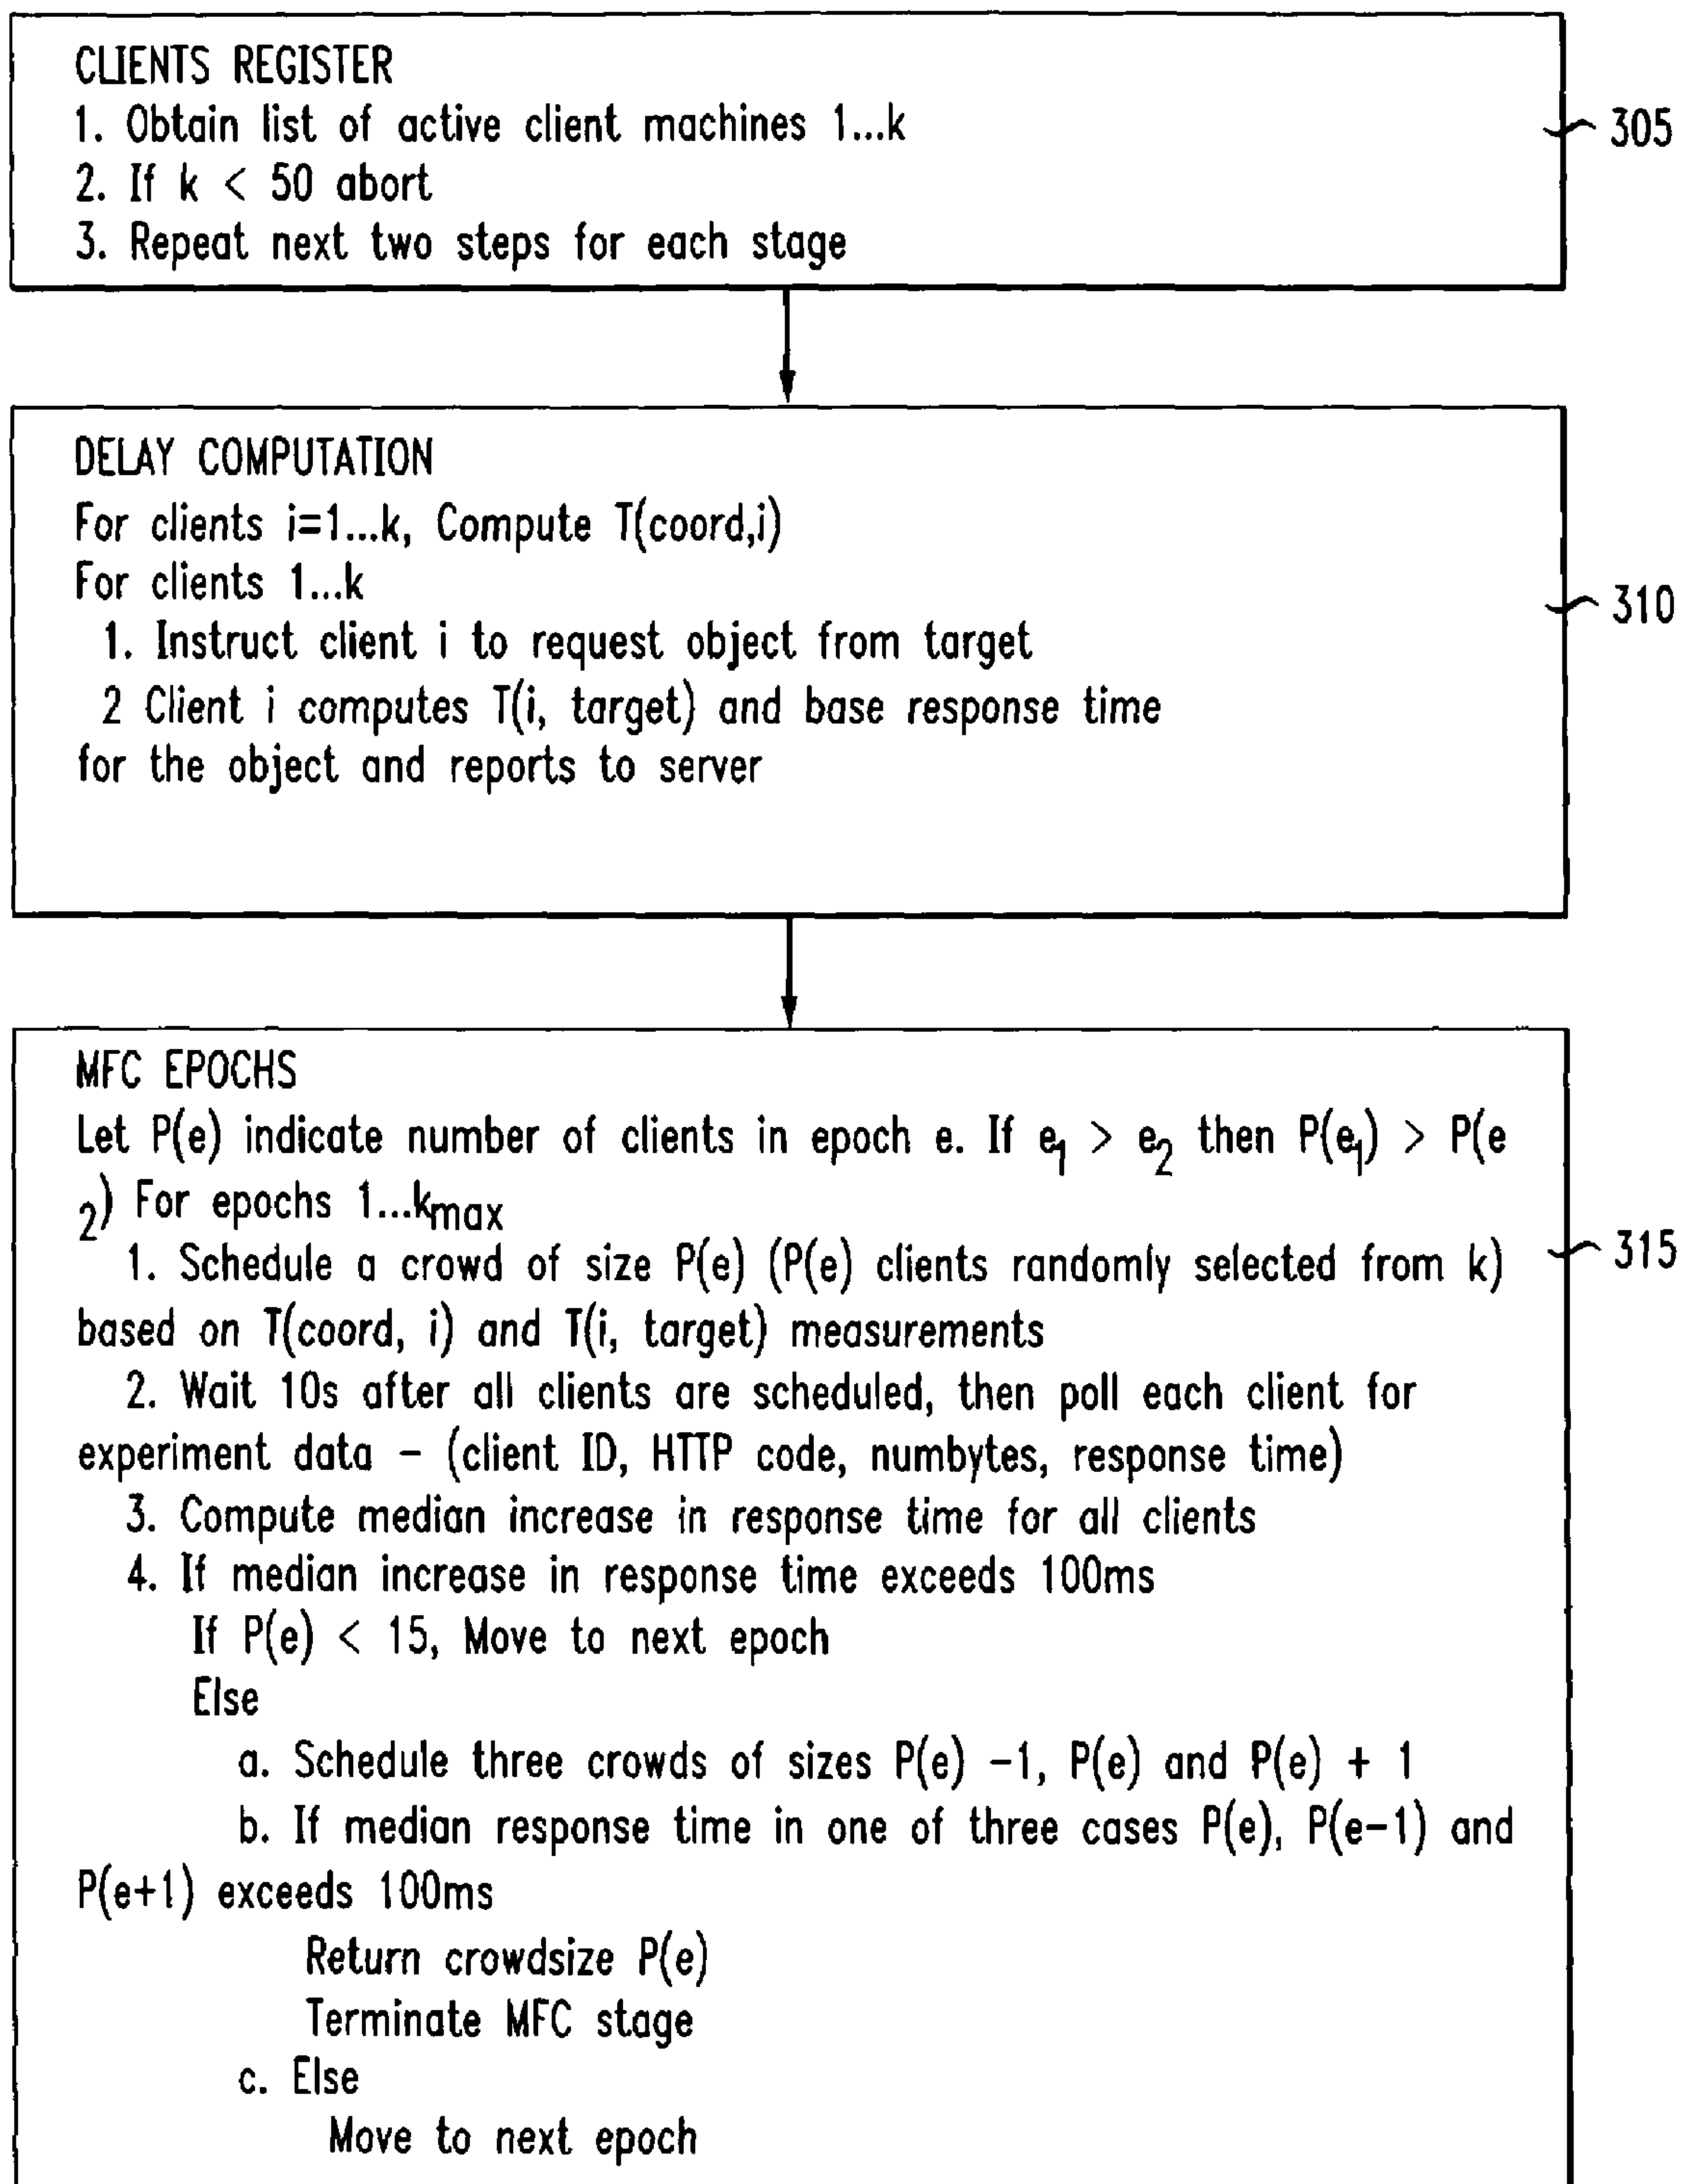 CLIENTS REGISTER
1. Obtain list of active client machines 1...k
2. If k < 50 abort
3. Repeat next two steps for each stage
305
DELAY COMPUTATION
For clients i=1...k, Compute T(coord,i)
For clients 1...k
1. Instruct client i to request object from target
2 Client i computes T(i, target) and base response time
for the object and reports to server
310
MFC EPOCHS
Let P(e) indicate number of clients in epoch e. If e1 > e2 then P(e1) > P(e
2) For epochs 1...kmax
1. Schedule a crowd of size P(e) (P(e) clients randomly selected from k)
based on T(coord, i) and T(i, target) measurements
2. Wait 10s after all clients are scheduled, then poll each client for
experiment data – (client ID, HTTP code, numbytes, response time)
3. Compute median increase in response time for all clients
4. If median increase in response time exceeds 100ms
If P(e) < 15, Move to next epoch
Else
a. Schedule three crowds of sizes P(e) -1, P(e) and P(e) + 1
b. If median response time in one of three cases P(e), P(e-1) and
P(e+1) exceeds 100ms
Return crowdsize P(e)
Terminate MFC stage
c. Else
Move to next epoch
315